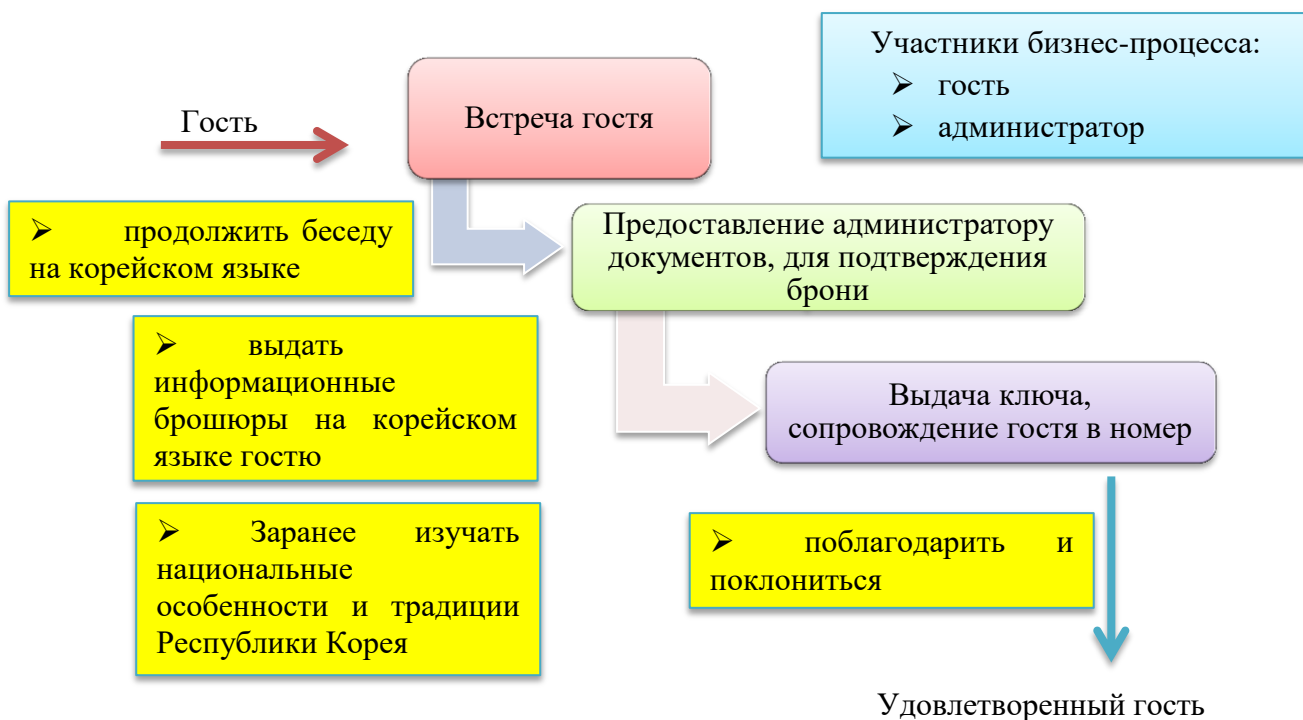 Участники бизнес-процесса:
➢ гость
➢ администратор
Гость
Встреча гостя
➢ продолжить беседу
на корейском языке
Предоставление администратору
документов, для подтверждения
брони
➢ выдать
информационные
брошюры на корейском
языке гостю
Выдача ключа,
сопровождение гостя в номер
➢ Заранее изучать
национальные
особенности и традиции
Республики Корея
➢ поблагодарить и
поклониться
Удовлетворенный гость